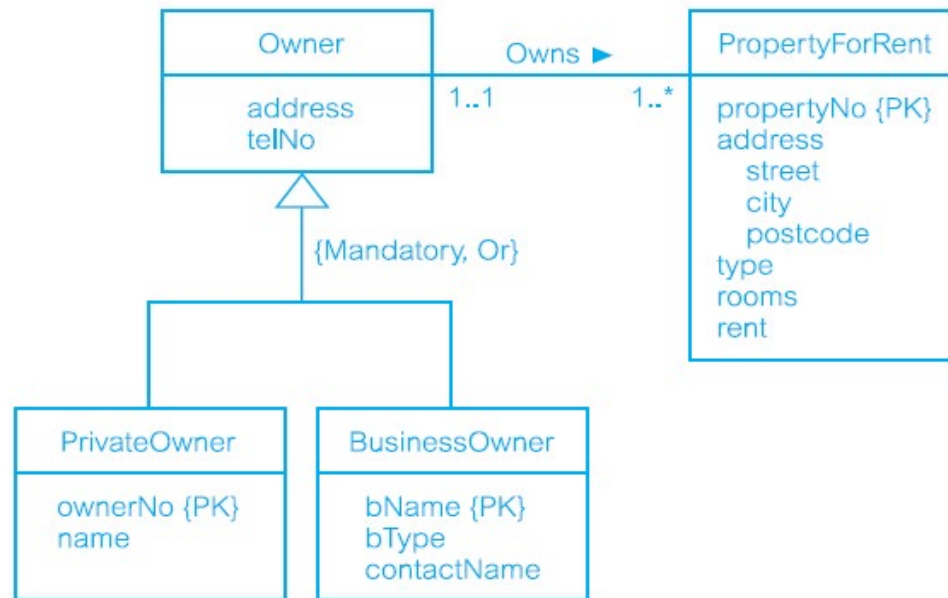 Owner
address
telNo
Owns ►
1..1
1..*
PropertyForRent
propertyNo {PK}
address
street
city
postcode
type
rooms
rent
{Mandatory, Or}
PrivateOwner
ownerNo {PK}
name
BusinessOwner
bName {PK}
bType
contactName